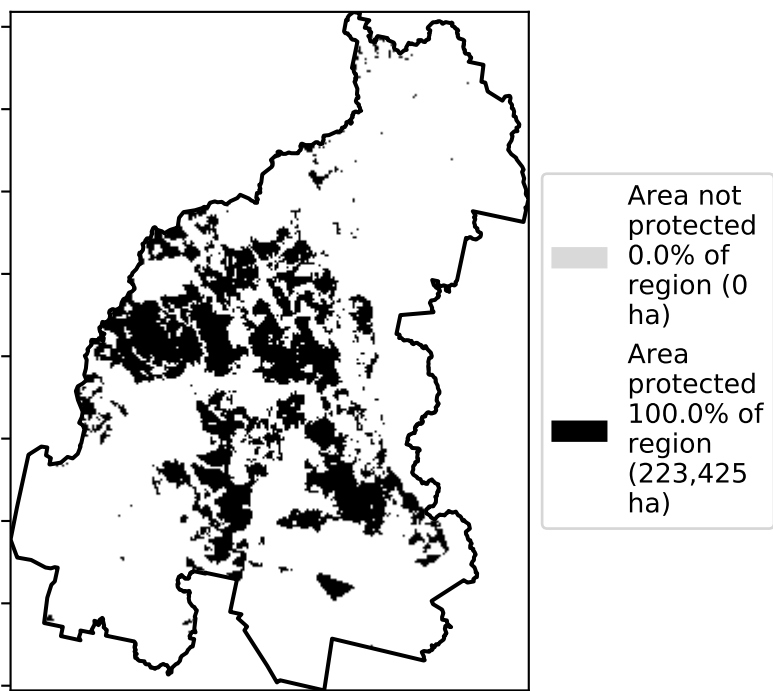 Area not
protected
0.0% of
region (0
ha)
Area
protected
100.0% of
region
(223,425
ha)